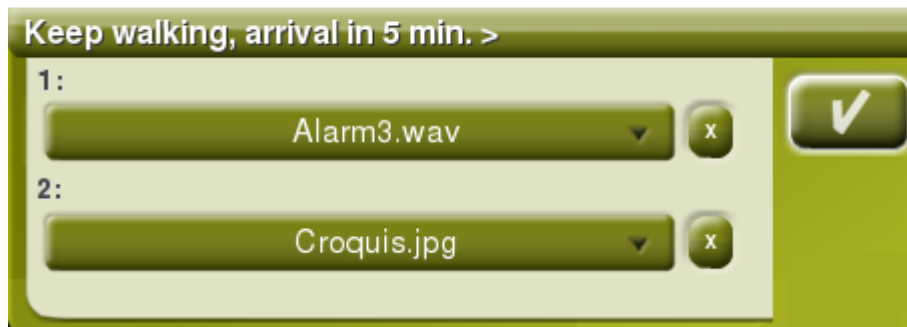 Keep walking, arrival in 5 min. >
1:
Alarm3.wav
x
2:
Croquis.jpg
x